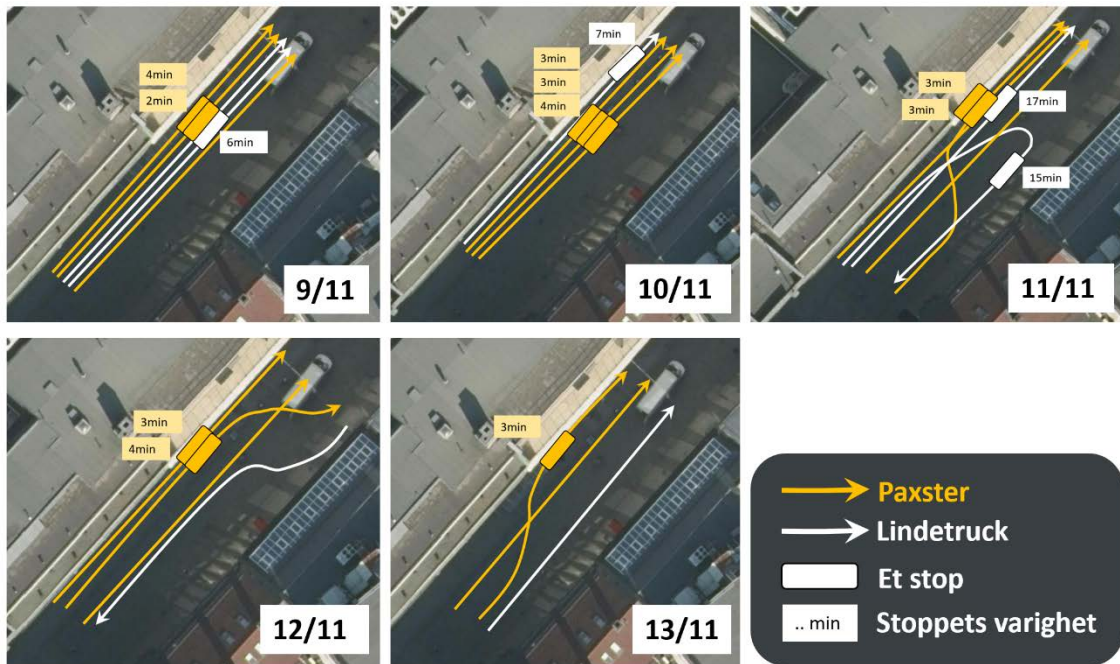 4min
2min
6min
9/11
7min
3min
3min
4min
10/11
3min
3min
17min
15min
11/11
3min
4min
12/11
3min
13/11
Paxster
Lindetruck
Et stop
.. min Stoppets varighet